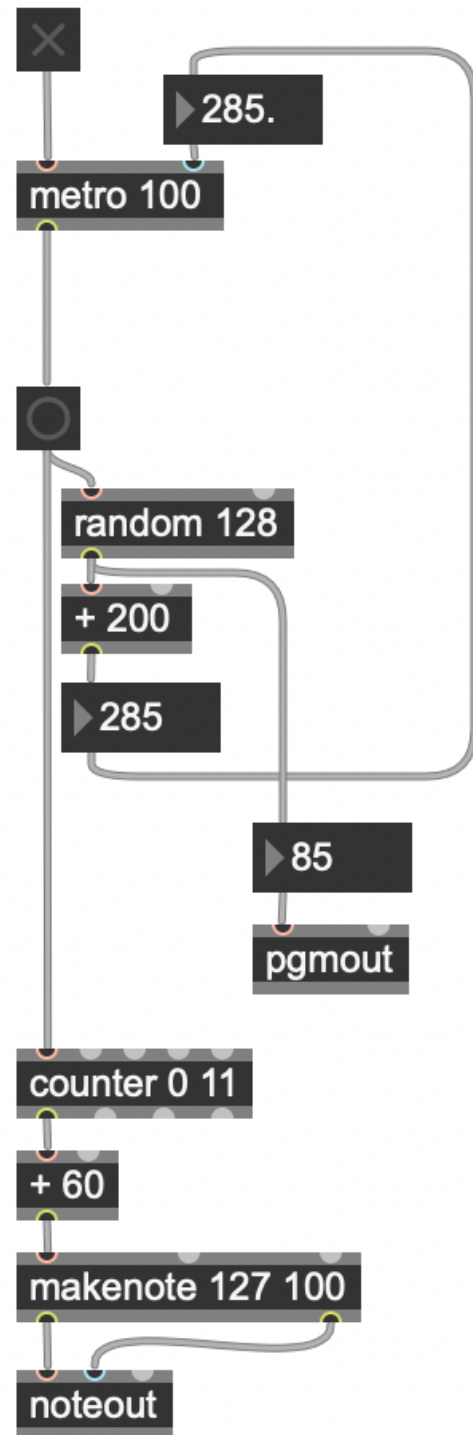 285.
metro 100
random 128
+ 200
285
85
pgmout
counter 0 11
+ 60
makenote 127 100
noteout